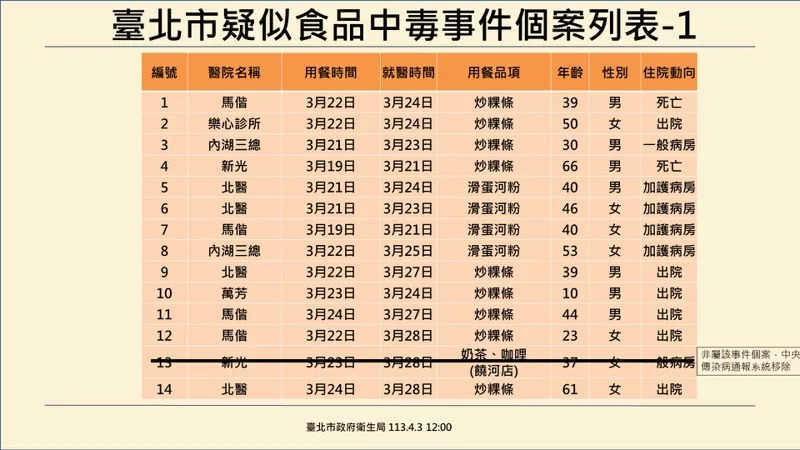 臺北市疑似食品中毒事件個案列表-1
編號 醫院名稱 用餐時間 就醫時間 用餐品項 年齡 性別 住院動向
1 馬偕 3月22日 3月24日 炒粿條 39 男 死亡
2 樂心診所 3月22日 3月24日 炒粿條 50 女 出院
3 內湖三總 3月21日 3月23日 炒粿條 30 男 一般病房
4 新光 3月19日 3月21日 炒粿條 66 男 死亡
5 北醫 3月21日 3月24日 滑蛋河粉 40 男 加護病房
6 北醫 3月21日 3月23日 滑蛋河粉 46 女 加護病房
7 馬偕 3月19日 3月21日 滑蛋河粉 40 女 加護病房
8 內湖三總 3月22日 3月25日 滑蛋河粉 53 女 加護病房
9 北醫 3月22日 3月27日 炒粿條 39 男 出院
10 萬芳 3月23日 3月24日 炒粿條 10 男 出院
11 馬偕 3月24日 3月27日 炒粿條 44 男 出院
12 馬偕 3月22日 3月28日 炒粿條 23 女 出院
奶茶、咖哩
13 新光 3月23日 3月28日 37 女 一般病房
(饒河店)
非屬該事件個案，中央
傳染病通報系統移除
14 北醫 3月24日 3月28日 炒粿條 61 女 出院
臺北市政府衛生局 113.4.3 12:00